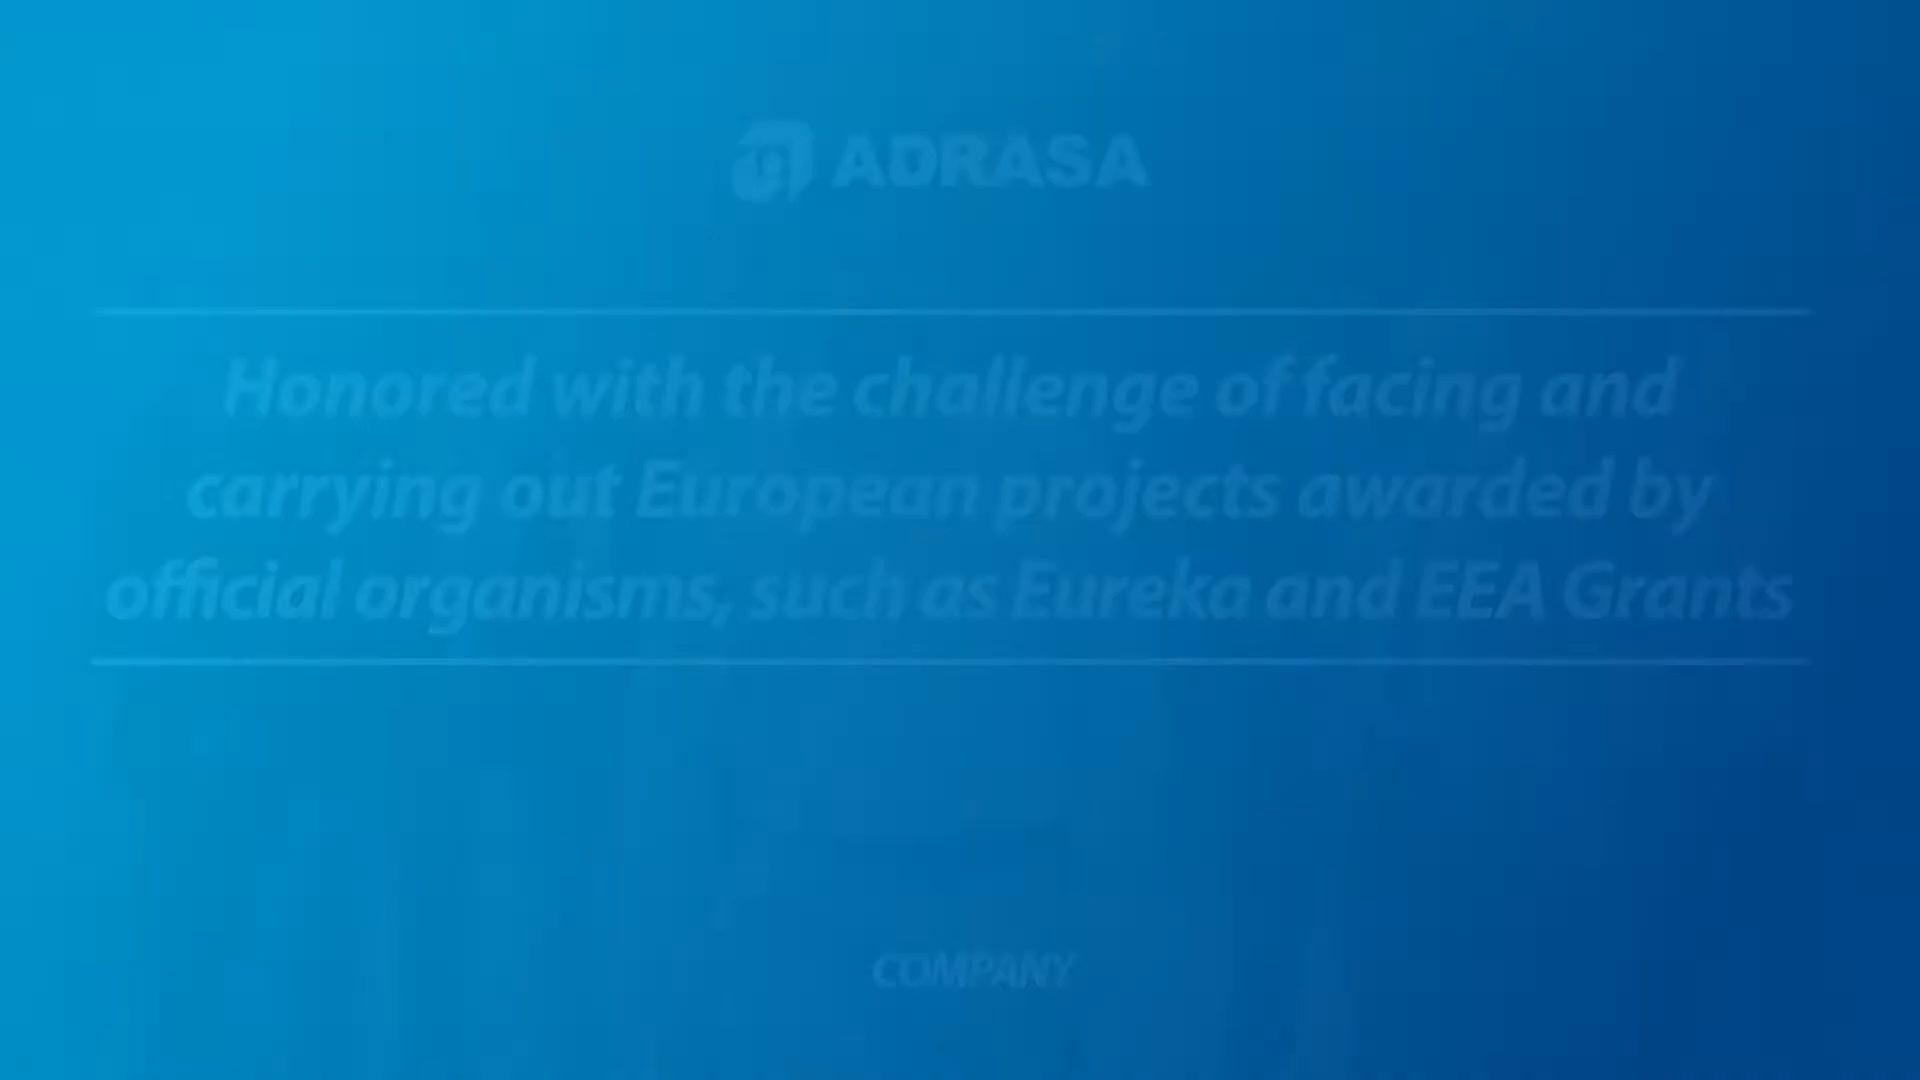 ADRASA
Honored with the challenge of facing and
carrying out European projects awarded by
official organisms, such as Eureka and EEA Grants
COMPANY